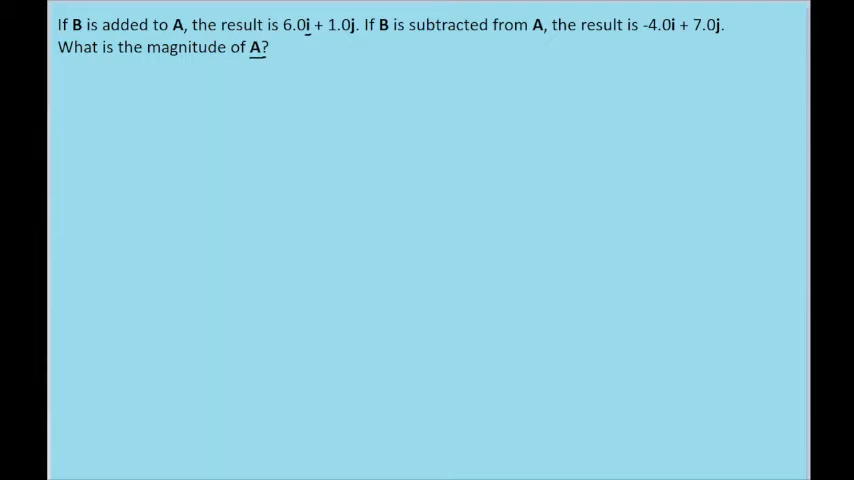 If B is added to A, the result is 6.0i + 1.0j. If B is subtracted from A, the result is -4.0i + 7.0j.
What is the magnitude of A?